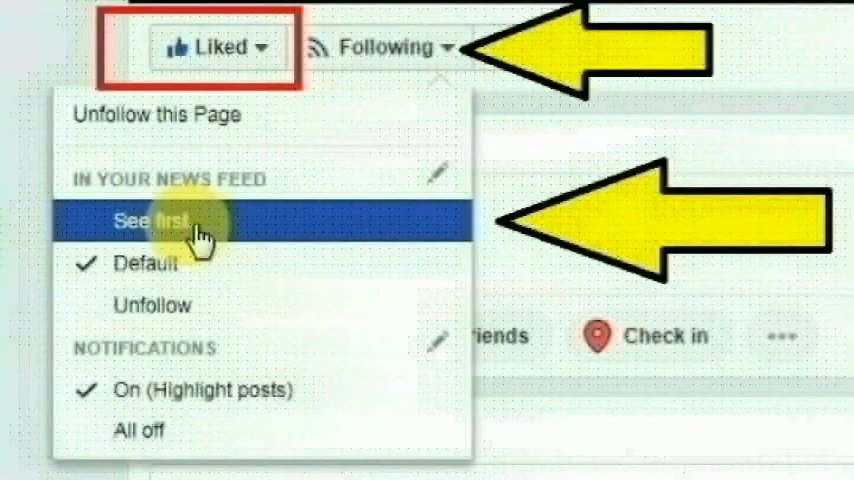 Liked Following
Unfollow this Page
IN YOUR NEWS FEED
See first
Default
Unfollow
riends Check in
NOTIFICATIONS
On (Highlight posts)
All off